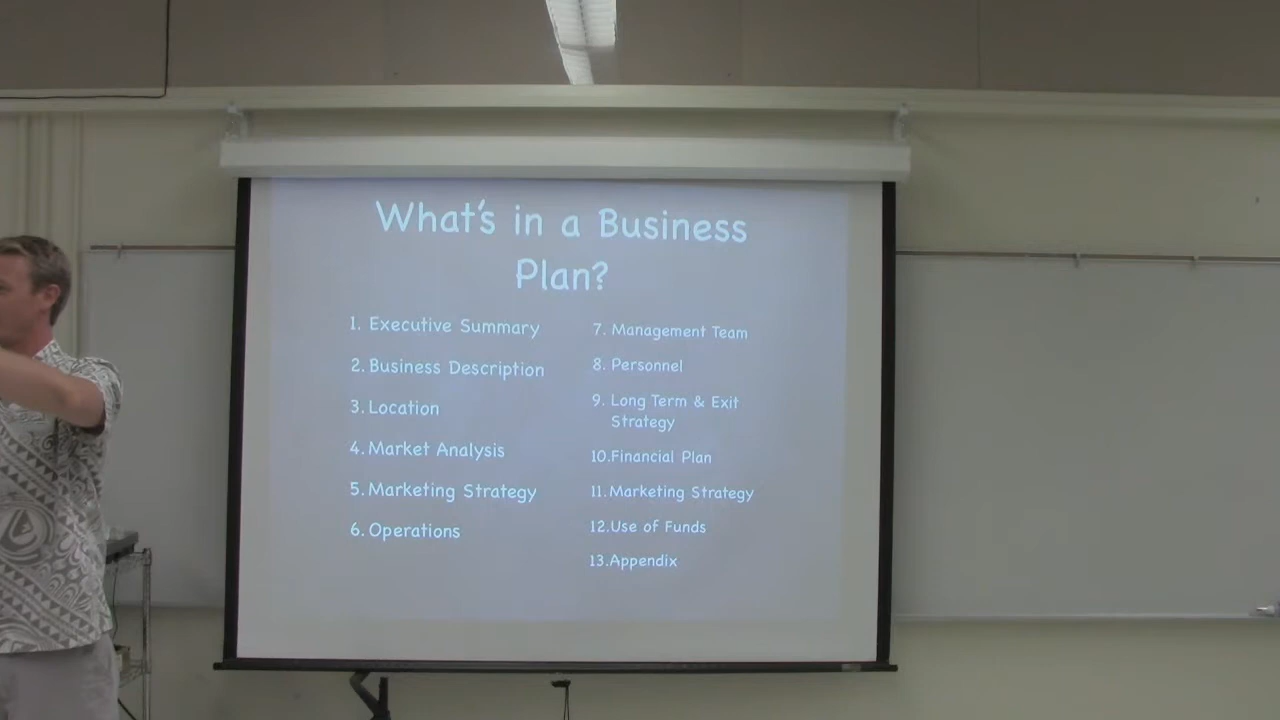 What's in a Business
Plan?
1. Executive Summary
2. Business Description
3. Location
4. Market Analysis
5. Marketing Strategy
6. Operations
7. Management Team
8. Personnel
9. Long Term & Exit
Strategy
10. Financial Plan
11. Marketing Strategy
12. Use of Funds
13. Appendix